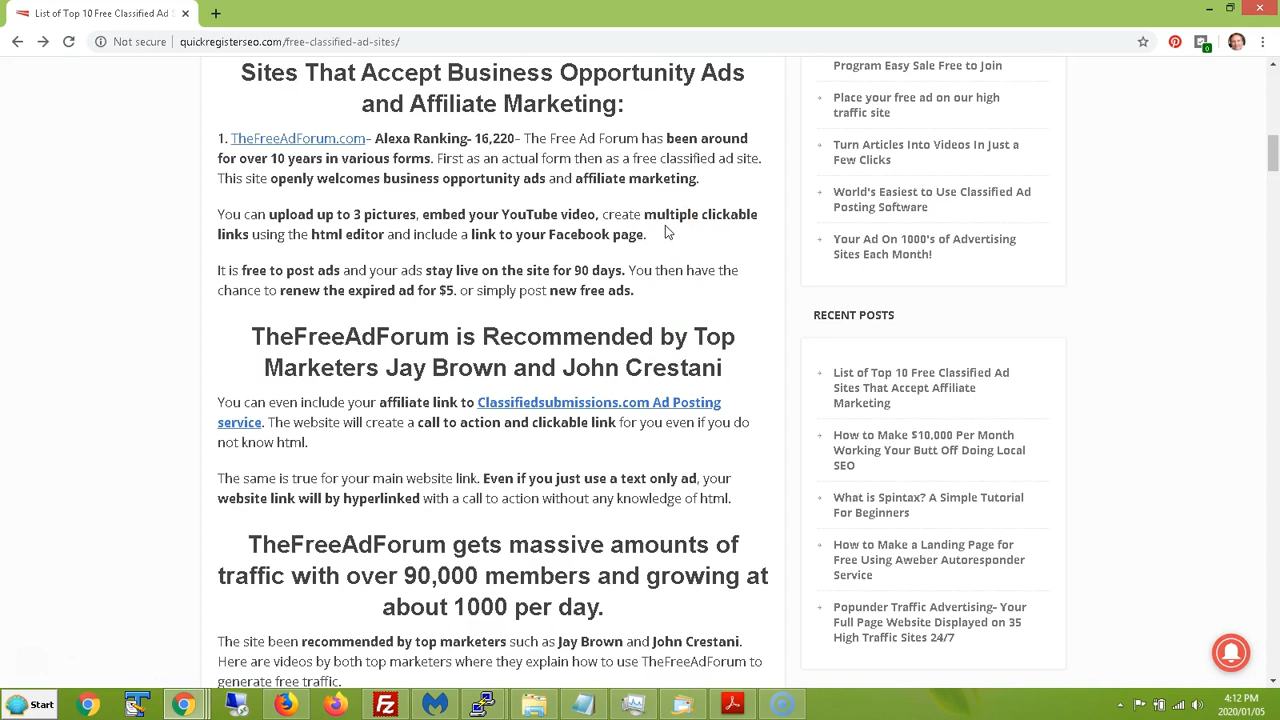 List of Top 10 Free Classified Ad
Not secure
quickregisterseo.com/free-classified-ad-sites/
0
Sites That Accept Business Opportunity Ads
and Affiliate Marketing:
1. TheFreeAdForum.com– Alexa Ranking- 16,220– The Free Ad Forum has been around
for over 10 years in various forms. First as an actual form then as a free classified ad site.
This site openly welcomes business opportunity ads and affiliate marketing.
You can upload up to 3 pictures, embed your YouTube video, create multiple clickable
links using the html editor and include a link to your Facebook page.
It is free to post ads and your ads stay live on the site for 90 days. You then have the
chance to renew the expired ad for $5. or simply post new free ads.
TheFreeAdForum is Recommended by Top
Marketers Jay Brown and John Crestani
You can even include your affiliate link to Classifiedsubmissions.com Ad Posting
service. The website will create a call to action and clickable link for you even if you do
not know html.
The same is true for your main website link. Even if you just use a text only ad, your
website link will by hyperlinked with a call to action without any knowledge of html.
TheFreeAdForum gets massive amounts of
traffic with over 90,000 members and growing at
about 1000 per day.
The site been recommended by top marketers such as Jay Brown and John Crestani.
Here are videos by both top marketers where they explain how to use TheFreeAdForum to
generate free traffic.
Program Easy Sale Free to Join
Place your free ad on our high
traffic site
Turn Articles Into Videos In Just a
Few Clicks
World's Easiest to Use Classified Ad
Posting Software
Your Ad On 1000's of Advertising
Sites Each Month!
RECENT POSTS
List of Top 10 Free Classified Ad
Sites That Accept Affiliate
Marketing
How to Make $10,000 Per Month
Working Your Butt Off Doing Local
SEO
What is Spintax? A Simple Tutorial
For Beginners
How to Make a Landing Page for
Free Using Aweber Autoresponder
Service
Popunder Traffic Advertising- Your
Full Page Website Displayed on 35
High Traffic Sites 24/7
Start
4:12 PM
2020/01/05